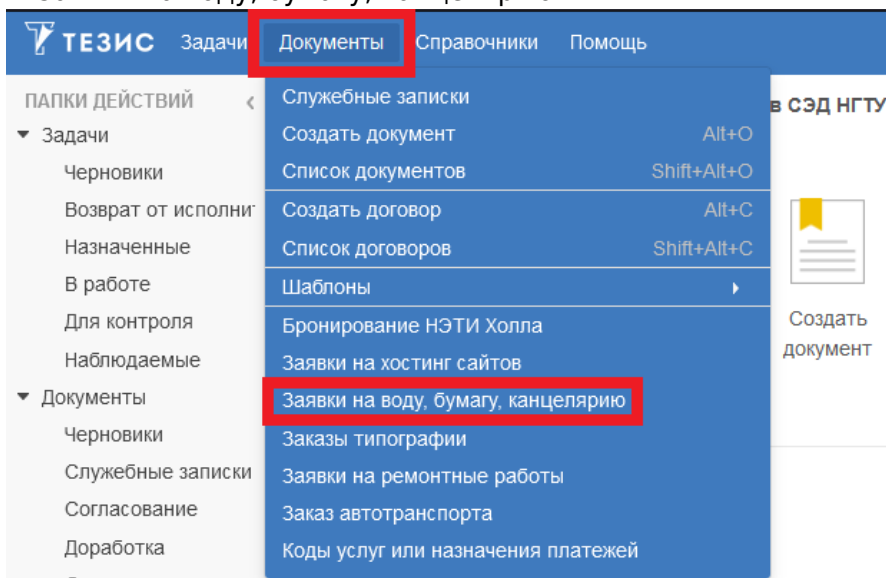 ТЕЗИС Задачи Документы Справочники Помощь
ПАПКИ ДЕЙСТВИЙ
Задачи
Черновики
Возврат от исполнит
Назначенные
В работе
Для контроля
Наблюдаемые
Документы
Черновики
Служебные записки
Согласование
Доработка
Служебные записки
Создать документ Alt+O
Список документов Shift+Alt+O
Создать договор Alt+C
Список договоров Shift+Alt+C
Шаблоны
Бронирование НЭТИ Холла
Заявки на хостинг сайтов
Заявки на воду, бумагу, канцелярию
Заказы типографии
Заявки на ремонтные работы
Заказ автотранспорта
Коды услуг или назначения платежей
в СЭД НГТУ
Создать
документ